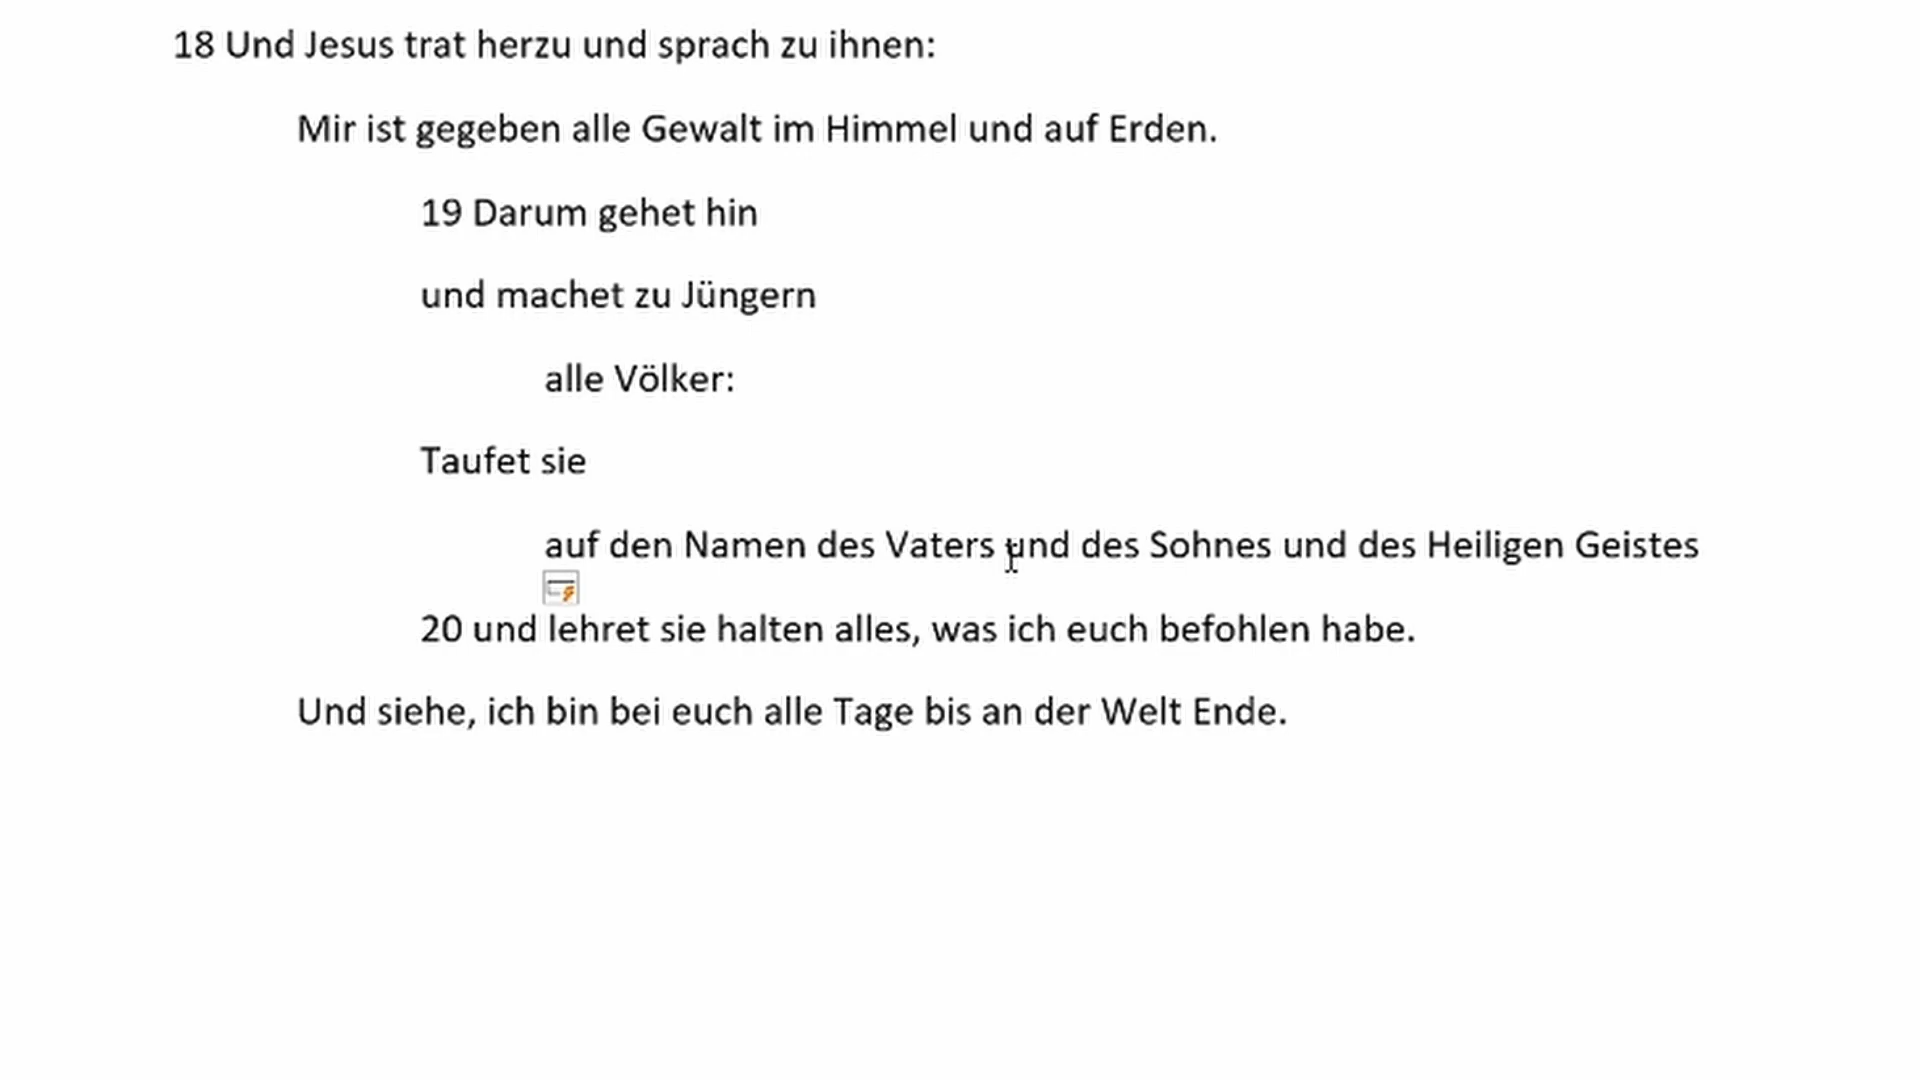 18 Und Jesus trat herzu und sprach zu ihnen:
Mir ist gegeben alle Gewalt im Himmel und auf Erden.
19 Darum gehet hin
und machet zu Jüngern
alle Völker:
Taufet sie
auf den Namen des Vaters und des Sohnes und des Heiligen Geistes
20 und lehret sie halten alles, was ich euch befohlen habe.
Und siehe, ich bin bei euch alle Tage bis an der Welt Ende.